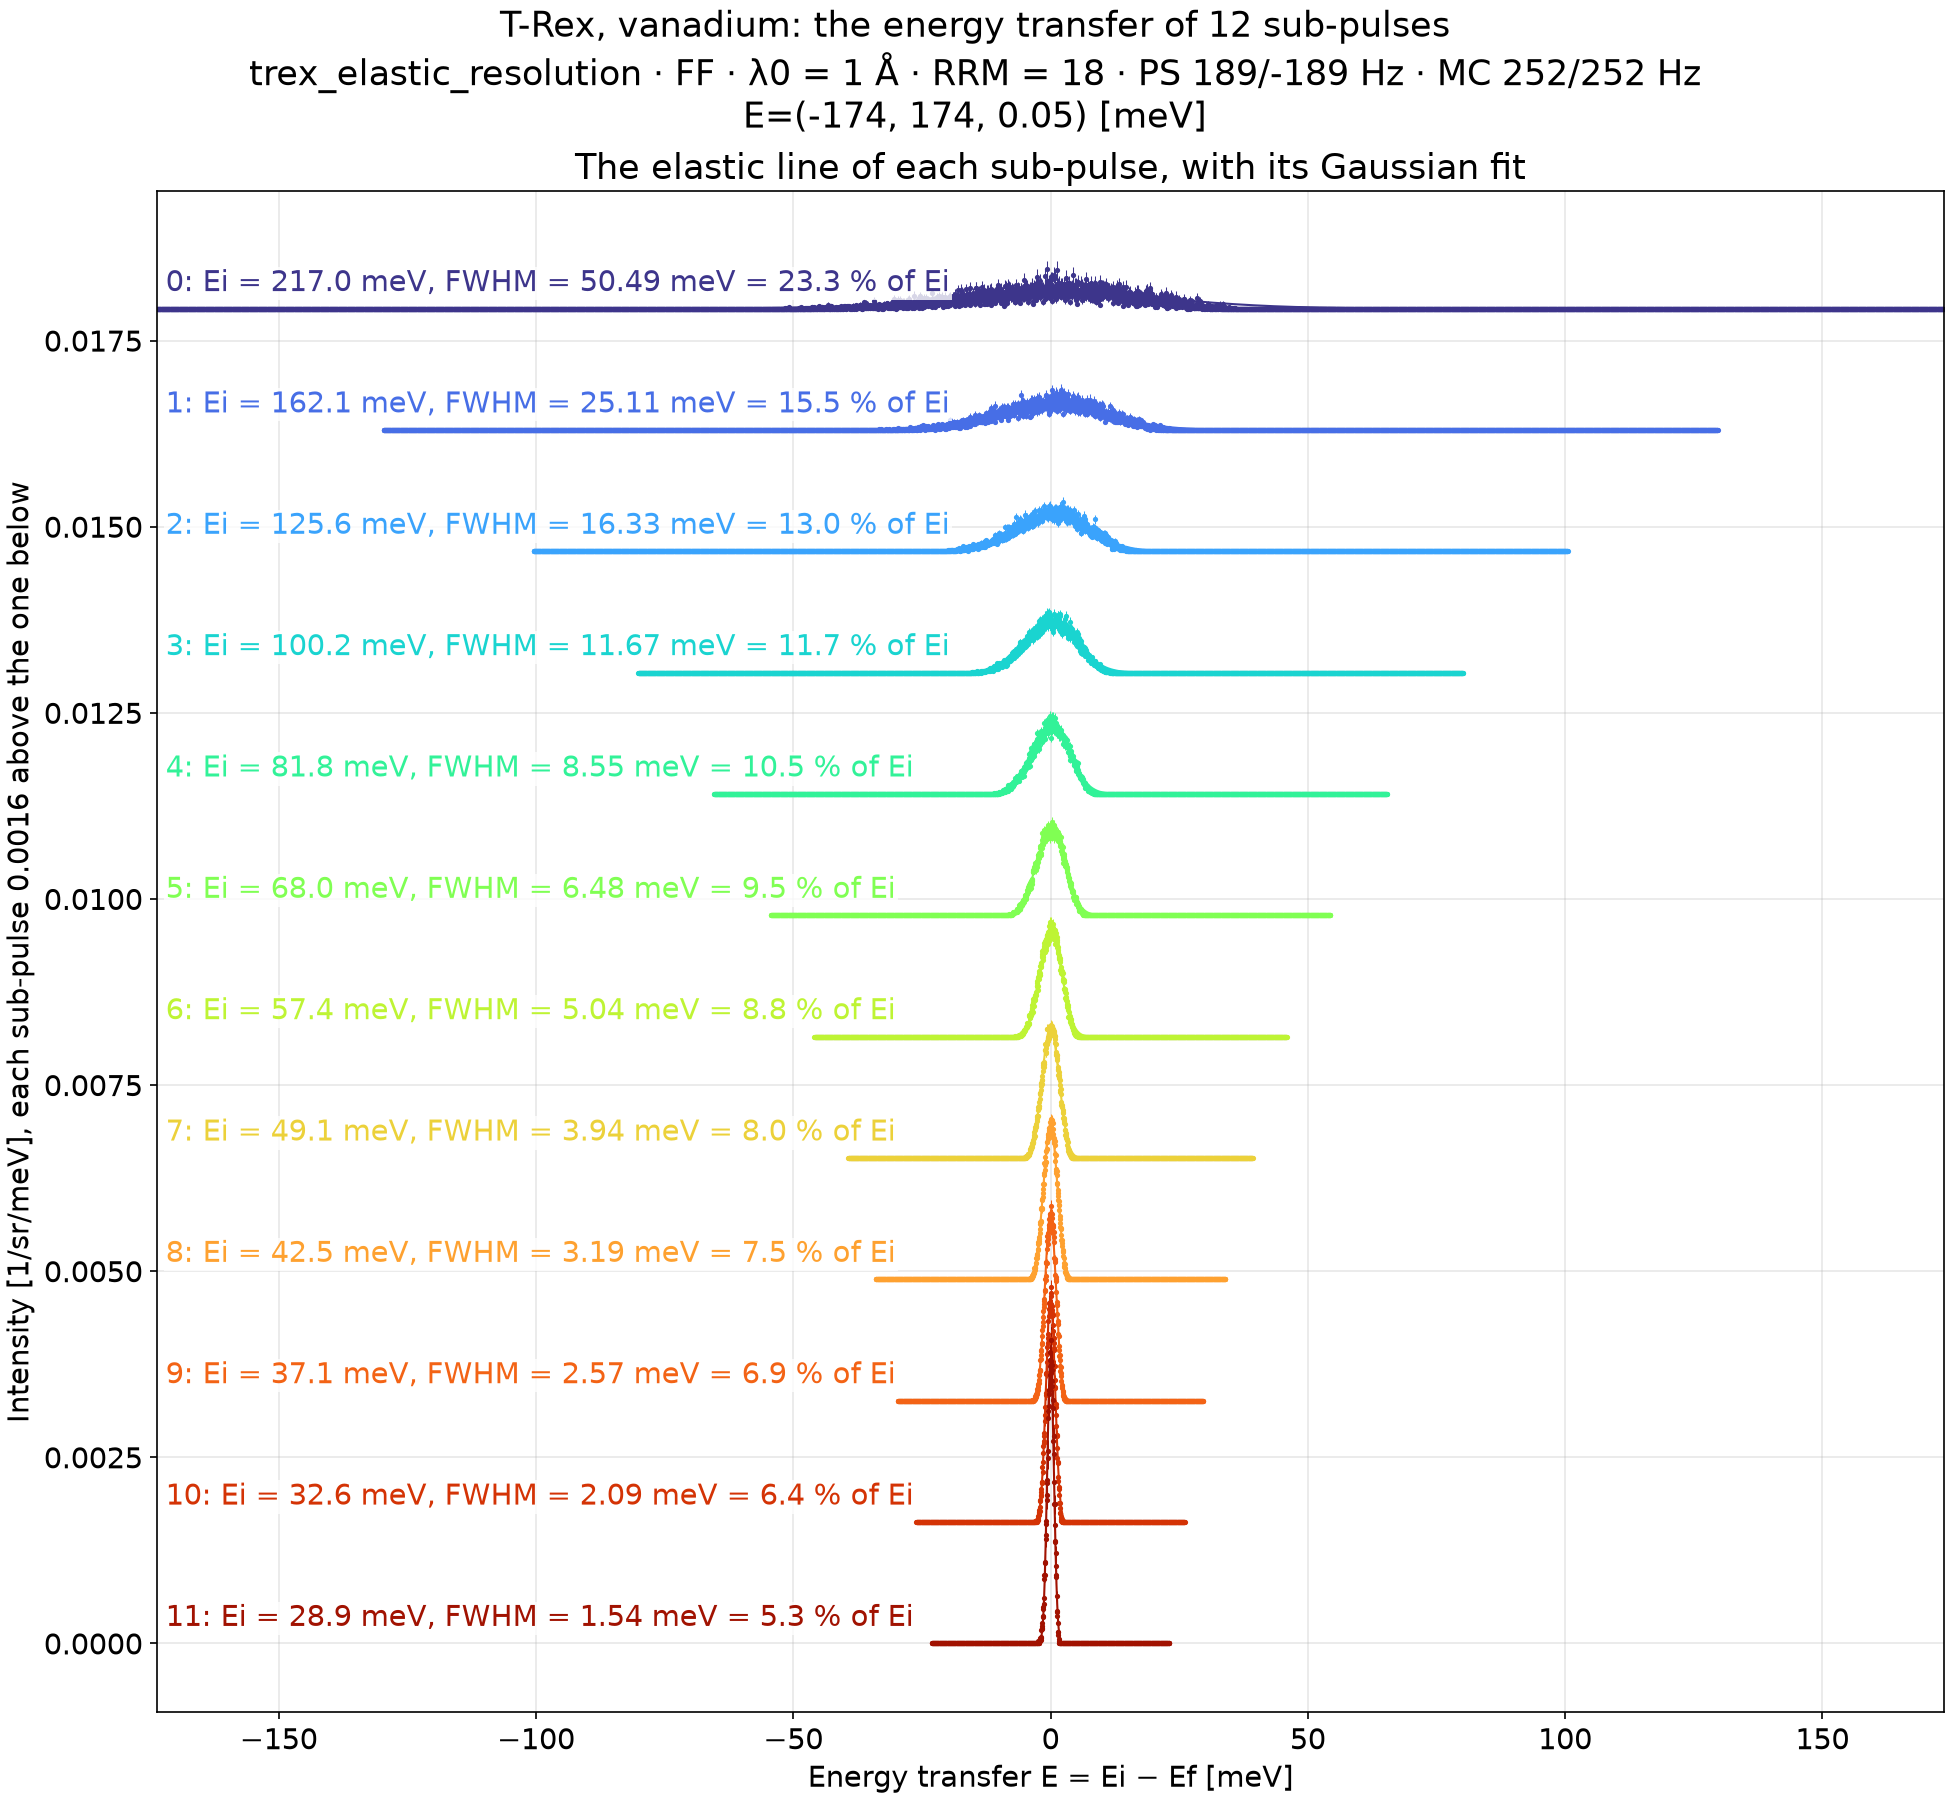 T-Rex, vanadium: the energy transfer of 12 sub-pulses
trex_elastic_resolution · FF · λ0 = 1 Å · RRM = 18 · PS 189/-189 Hz · MC 252/252 Hz
E=(-174, 174, 0.05) [meV]
The elastic line of each sub-pulse, with its Gaussian fit
0: Ei = 217.0 meV, FWHM = 50.49 meV = 23.3 % of Ei
0.0175
1: Ei = 162.1 meV, FWHM = 25.11 meV = 15.5 % of Ei
2: Ei = 125.6 meV, FWHM = 16.33 meV = 13.0 % of Ei
0.0150
3: Ei = 100.2 meV, FWHM = 11.67 meV = 11.7 % of Ei
0.0125
4: Ei = 81.8 meV, FWHM = 8.55 meV = 10.5 % of Ei
5: Ei = 68.0 meV, FWHM = 6.48 meV = 9.5 % of Ei
0.0100
6: Ei = 57.4 meV, FWHM = 5.04 meV = 8.8 % of Ei
0.0075
7: Ei = 49.1 meV, FWHM = 3.94 meV = 8.0 % of Ei
8: Ei = 42.5 meV, FWHM = 3.19 meV = 7.5 % of Ei
0.0050
9: Ei = 37.1 meV, FWHM = 2.57 meV = 6.9 % of Ei
0.0025
10: Ei = 32.6 meV, FWHM = 2.09 meV = 6.4 % of Ei
11: Ei = 28.9 meV, FWHM = 1.54 meV = 5.3 % of Ei
0.0000
Intensity [1/sr/meV], each sub-pulse 0.0016 above the one below
−150 −100 −50 0 50 100 150
Energy transfer E = Ei − Ef [meV]